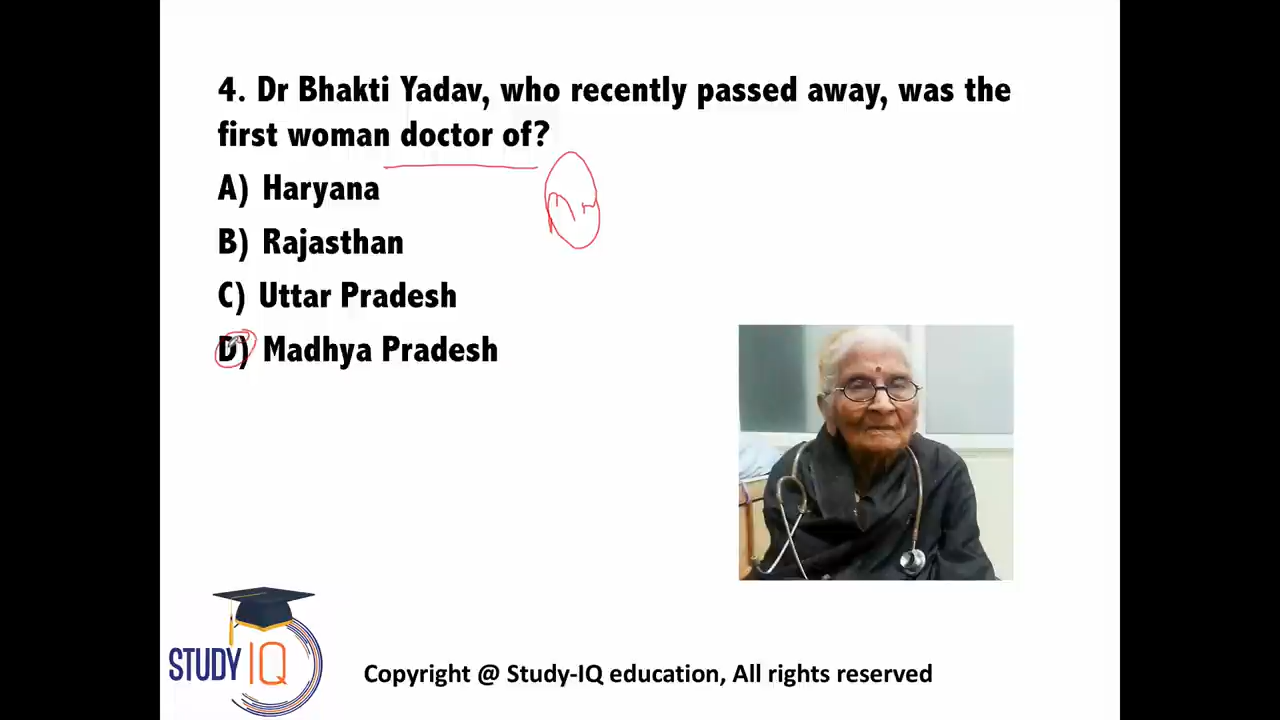 4. Dr Bhakti Yadav, who recently passed away, was the
first woman doctor of?
A) Haryana
B) Rajasthan
C) Uttar Pradesh
D) Madhya Pradesh
STUDY IQ
Copyright @ Study-IQ education, All rights reserved